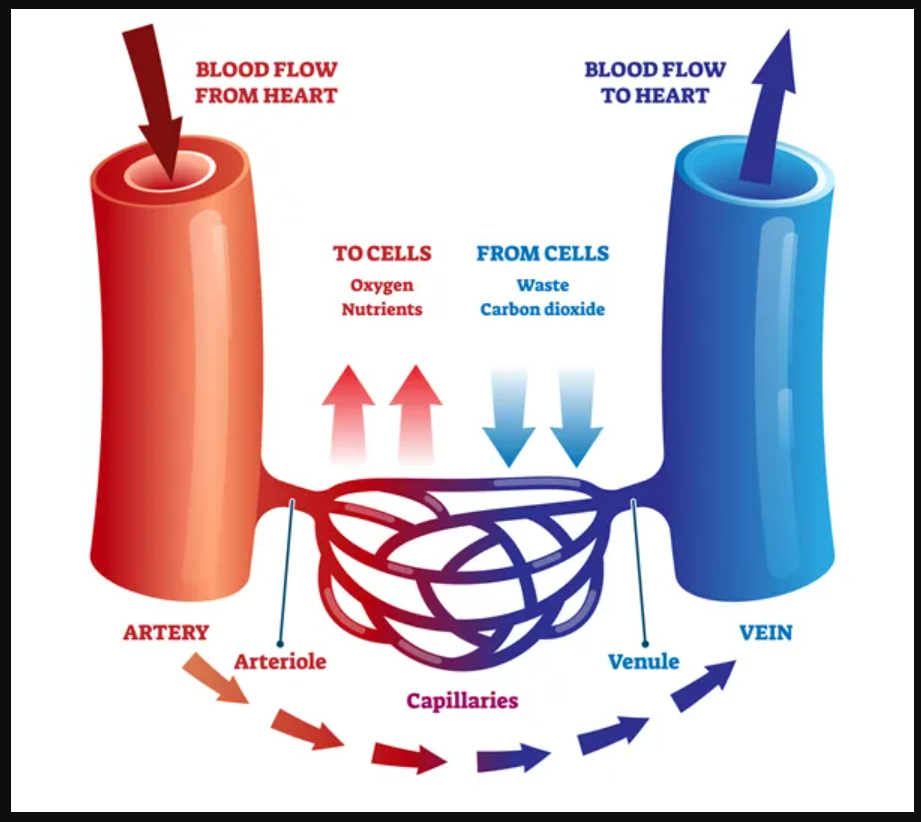 BLOOD FLOW
FROM HEART
BLOOD FLOW
TO HEART
TO CELLS
Oxygen
Nutrients
FROM CELLS
Waste
Carbon dioxide
ARTERY
Arteriole
Capillaries
Venule
VEIN